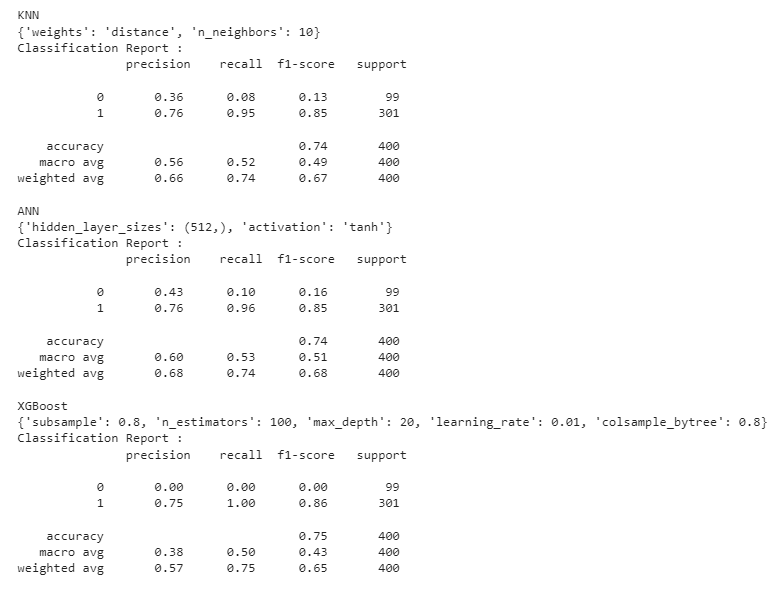 KNN
{'weights': 'distance', 'n_neighbors': 10}
Classification Report :
precision recall f1-score support
0 0.36 0.08 0.13 99
1 0.76 0.95 0.85 301
accuracy 0.74 400
macro avg 0.56 0.52 0.49 400
weighted avg 0.66 0.74 0.67 400
ANN
{'hidden_layer_sizes': (512,), 'activation': 'tanh'}
Classification Report :
precision recall f1-score support
0 0.43 0.10 0.16 99
1 0.76 0.96 0.85 301
accuracy 0.74 400
macro avg 0.60 0.53 0.51 400
weighted avg 0.68 0.74 0.68 400
XGBoost
{'subsample': 0.8, 'n_estimators': 100, 'max_depth': 20, 'learning_rate': 0.01, 'colsample_bytree': 0.8}
Classification Report :
precision recall f1-score support
0 0.00 0.00 0.00 99
1 0.75 1.00 0.86 301
accuracy 0.75 400
macro avg 0.38 0.50 0.43 400
weighted avg 0.57 0.75 0.65 400